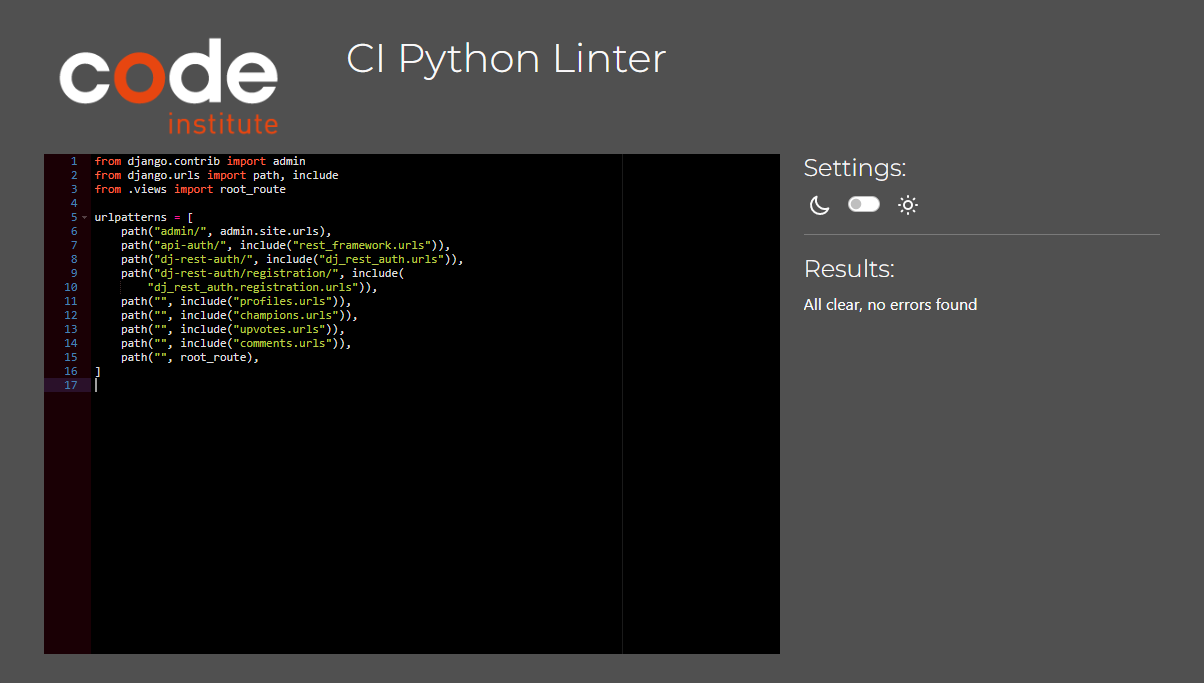 code
institute
CI Python Linter
1 from django.contrib import admin
2 from django.urls import path, include
3 from .views import root_route
4
5 urlpatterns = [
6     path("admin/", admin.site.urls),
7     path("api-auth/", include("rest_framework.urls")),
8     path("dj-rest-auth/", include("dj_rest_auth.urls")),
9     path("dj-rest-auth/registration/", include(
10         "dj_rest_auth.registration.urls")),
11     path("", include("profiles.urls")),
12     path("", include("champions.urls")),
13     path("", include("upvotes.urls")),
14     path("", include("comments.urls")),
15     path("", root_route),
16 ]
17
Settings:
Results:
All clear, no errors found